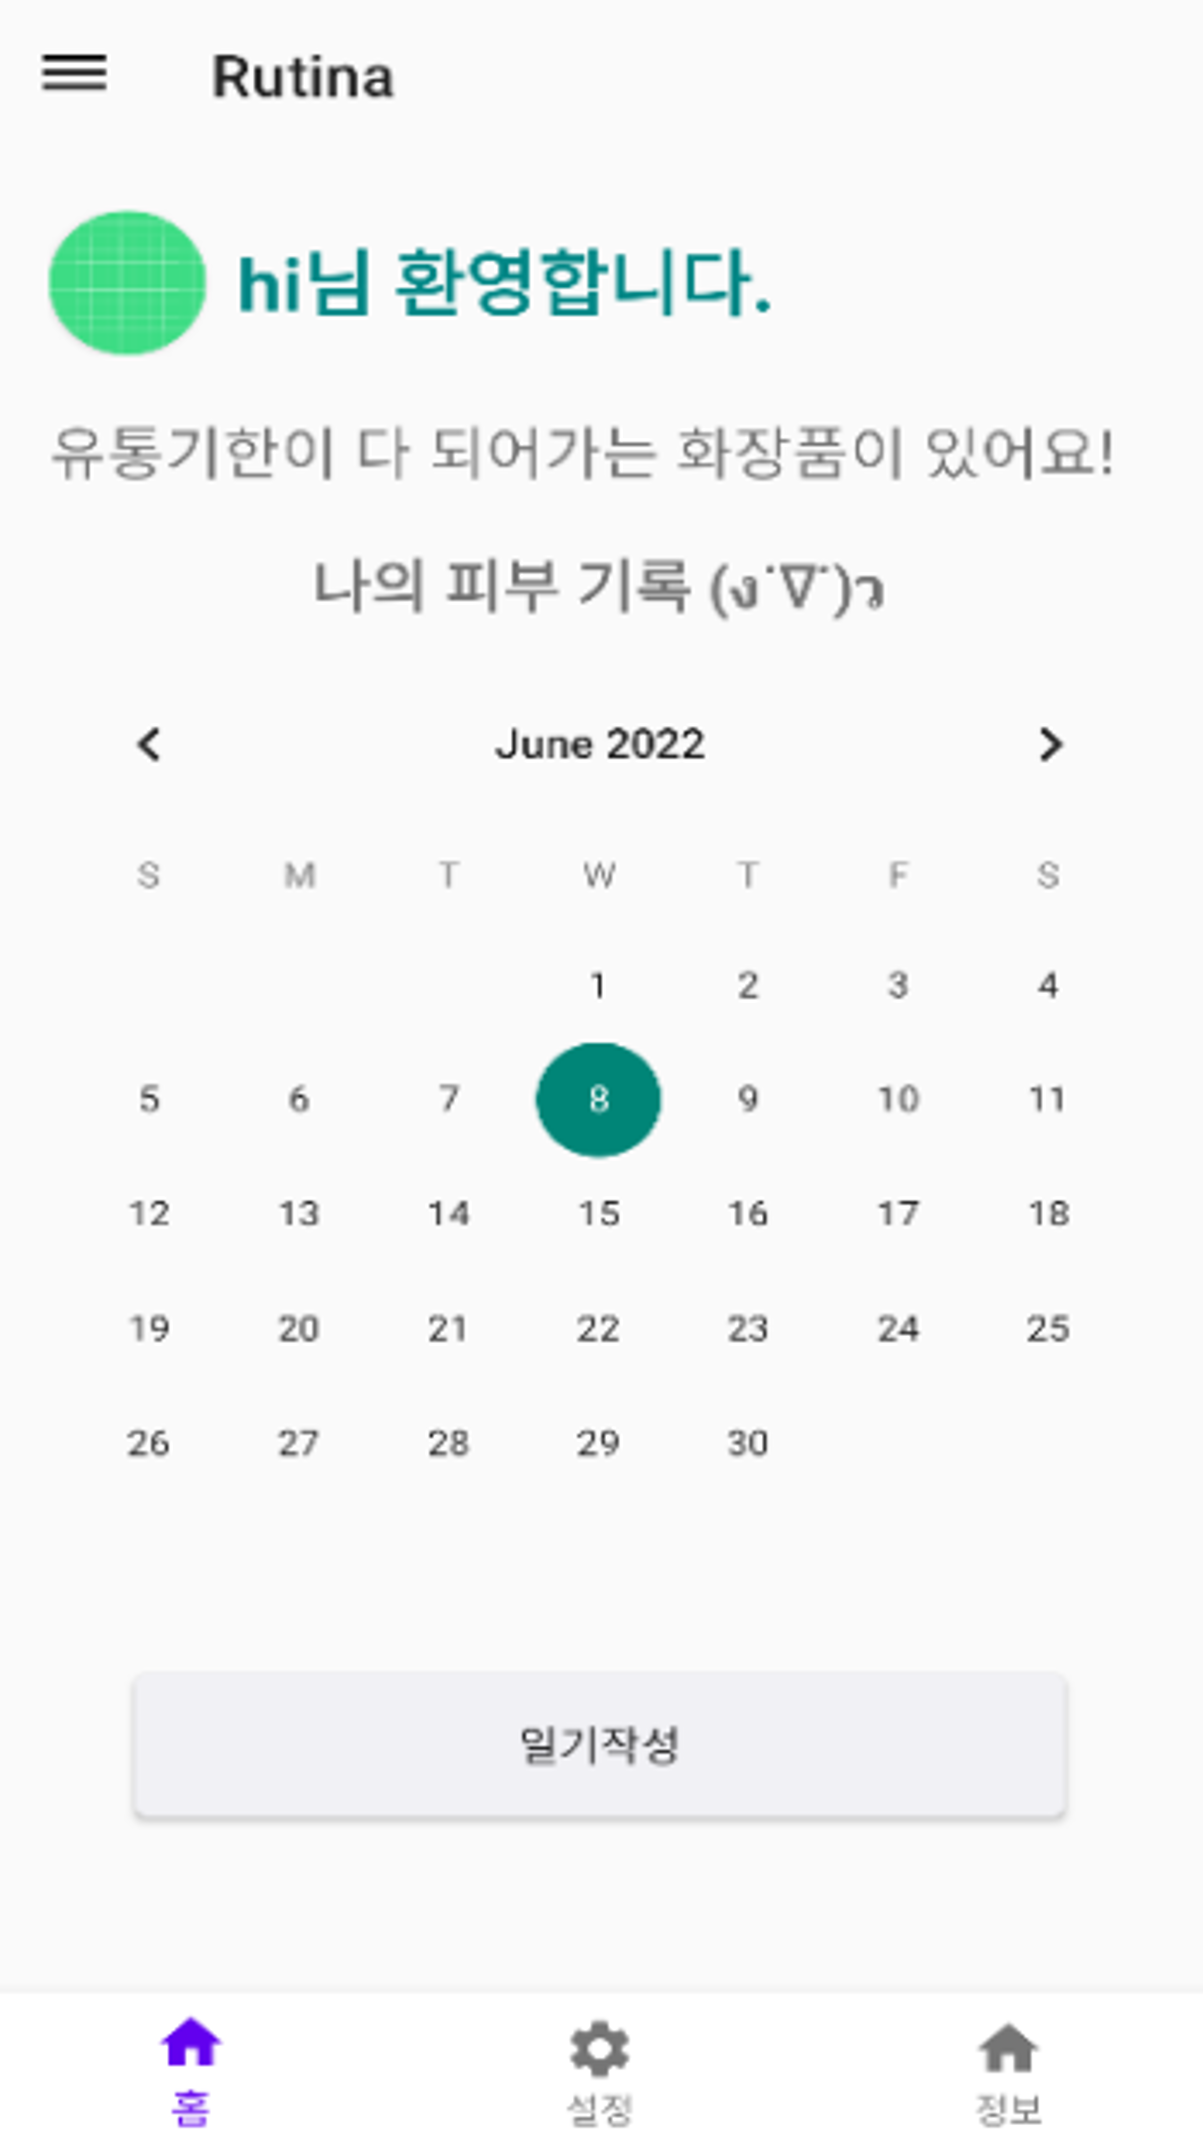 Rutina
hi님 환영합니다.
유통기한이 다 되어가는 화장품이 있어요!
나의 피부 기록 (ง˙∇˙)ว
June 2022
S M T W T F S
1 2 3 4
5 6 7 8 9 10 11
12 13 14 15 16 17 18
19 20 21 22 23 24 25
26 27 28 29 30
일기작성
홈 설정 정보